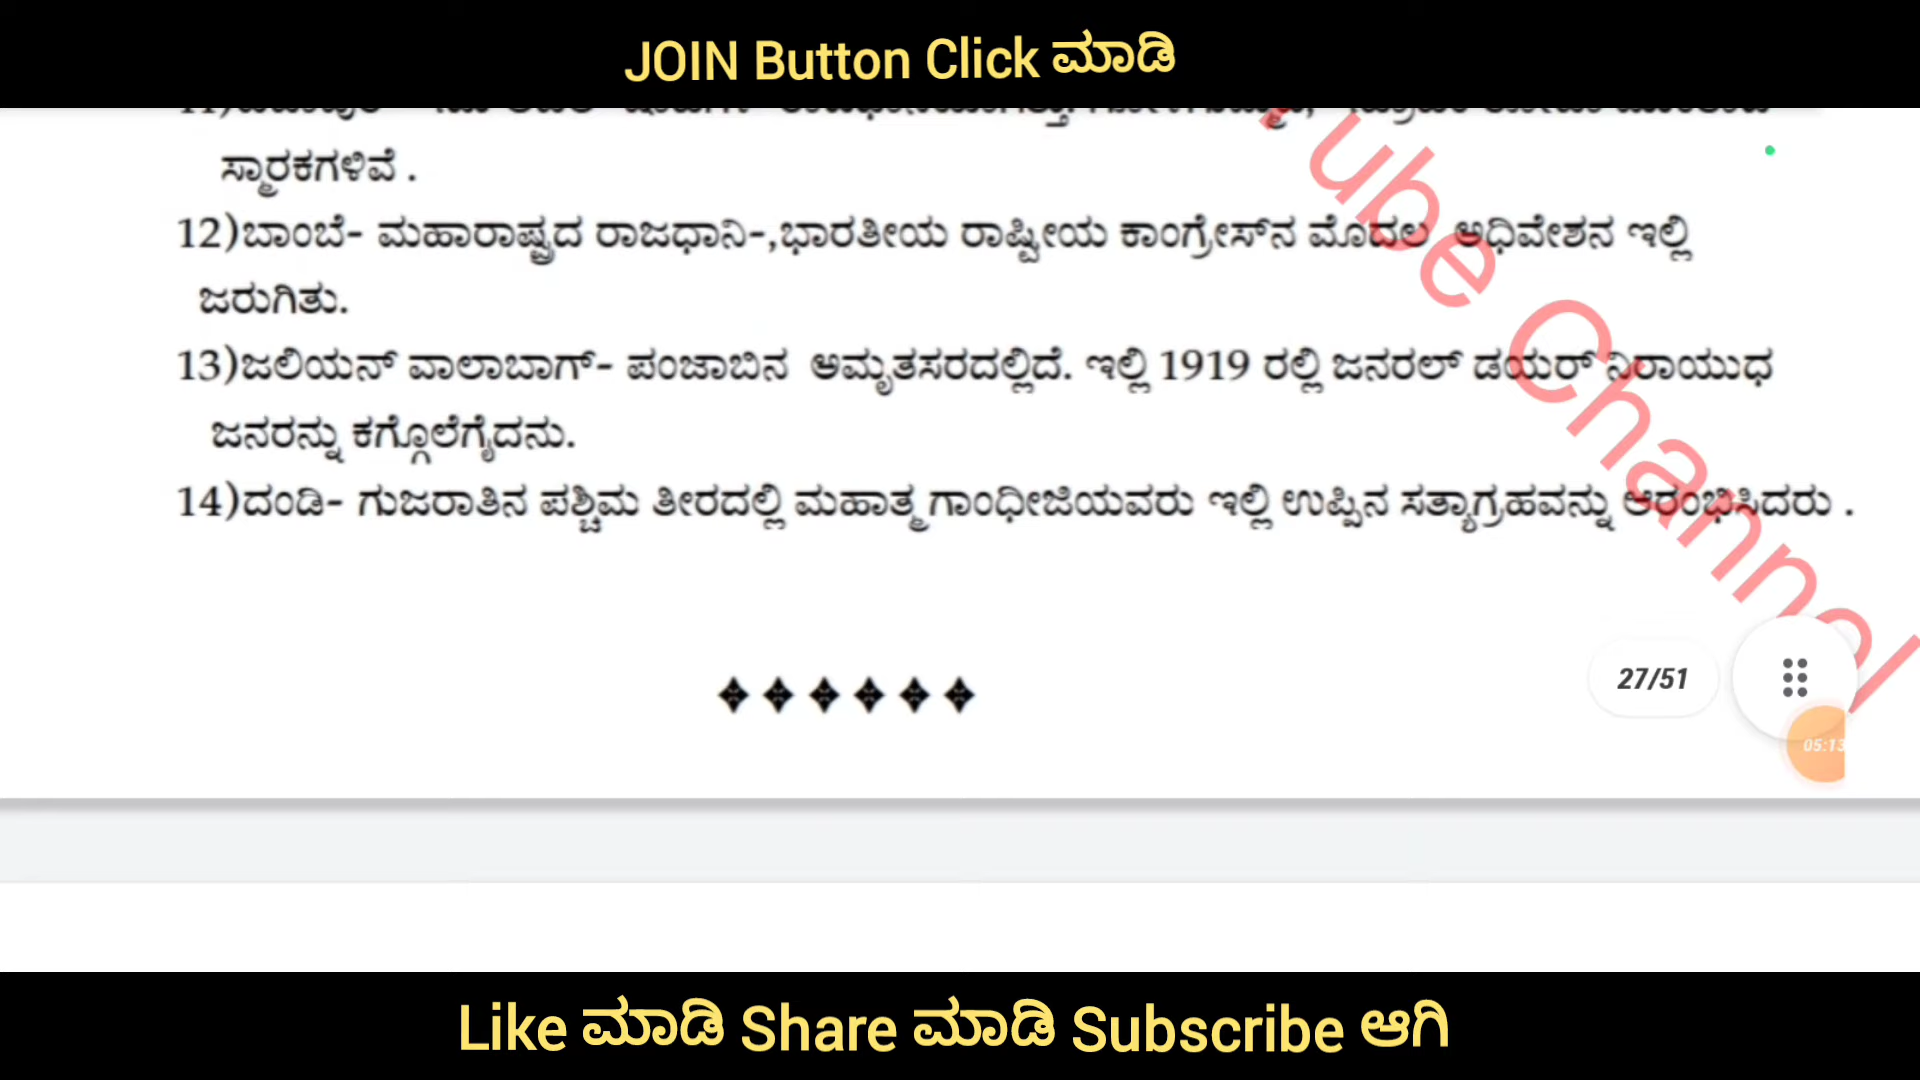 JOIN Button Click ಮಾಡಿ
ಸ್ಮಾರಕಗಳಿವೆ .
12)ಬಾಂಬೆ- ಮಹಾರಾಷ್ಟ್ರದ ರಾಜಧಾನಿ-,ಭಾರತೀಯ ರಾಷ್ಟ್ರೀಯ ಕಾಂಗ್ರೇಸ್‌ನ ಮೊದಲ ಅಧಿವೇಶನ ಇಲ್ಲಿ
ಜರುಗಿತು.
13)ಜಲಿಯನ್ ವಾಲಾಬಾಗ್- ಪಂಜಾಬಿನ ಅಮೃತಸರದಲ್ಲಿದೆ. ಇಲ್ಲಿ 1919 ರಲ್ಲಿ ಜನರಲ್ ಡಯರ್ ನಿರಾಯುಧ
ಜನರನ್ನು ಕಗ್ಗೊಲೆಗೈದನು.
14)ದಂಡಿ- ಗುಜರಾತಿನ ಪಶ್ಚಿಮ ತೀರದಲ್ಲಿ ಮಹಾತ್ಮ ಗಾಂಧೀಜಿಯವರು ಇಲ್ಲಿ ಉಪ್ಪಿನ ಸತ್ಯಾಗ್ರಹವನ್ನು ಆರಂಭಿಸಿದರು .
ube Channel
27/51
05:13
Like ಮಾಡಿ Share ಮಾಡಿ Subscribe ಆಗಿ